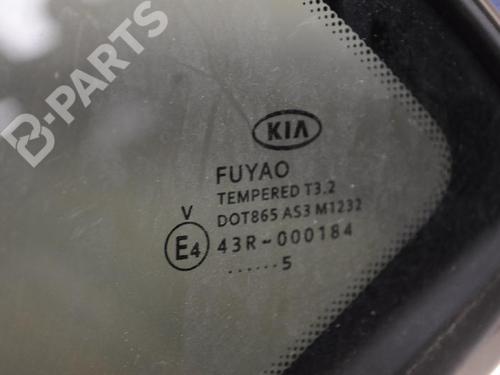 B-PARTS
KIA
FUYAO
TEMPERED T3.2
DOT865 AS3 M1232
V
E4 43R-000184
......5